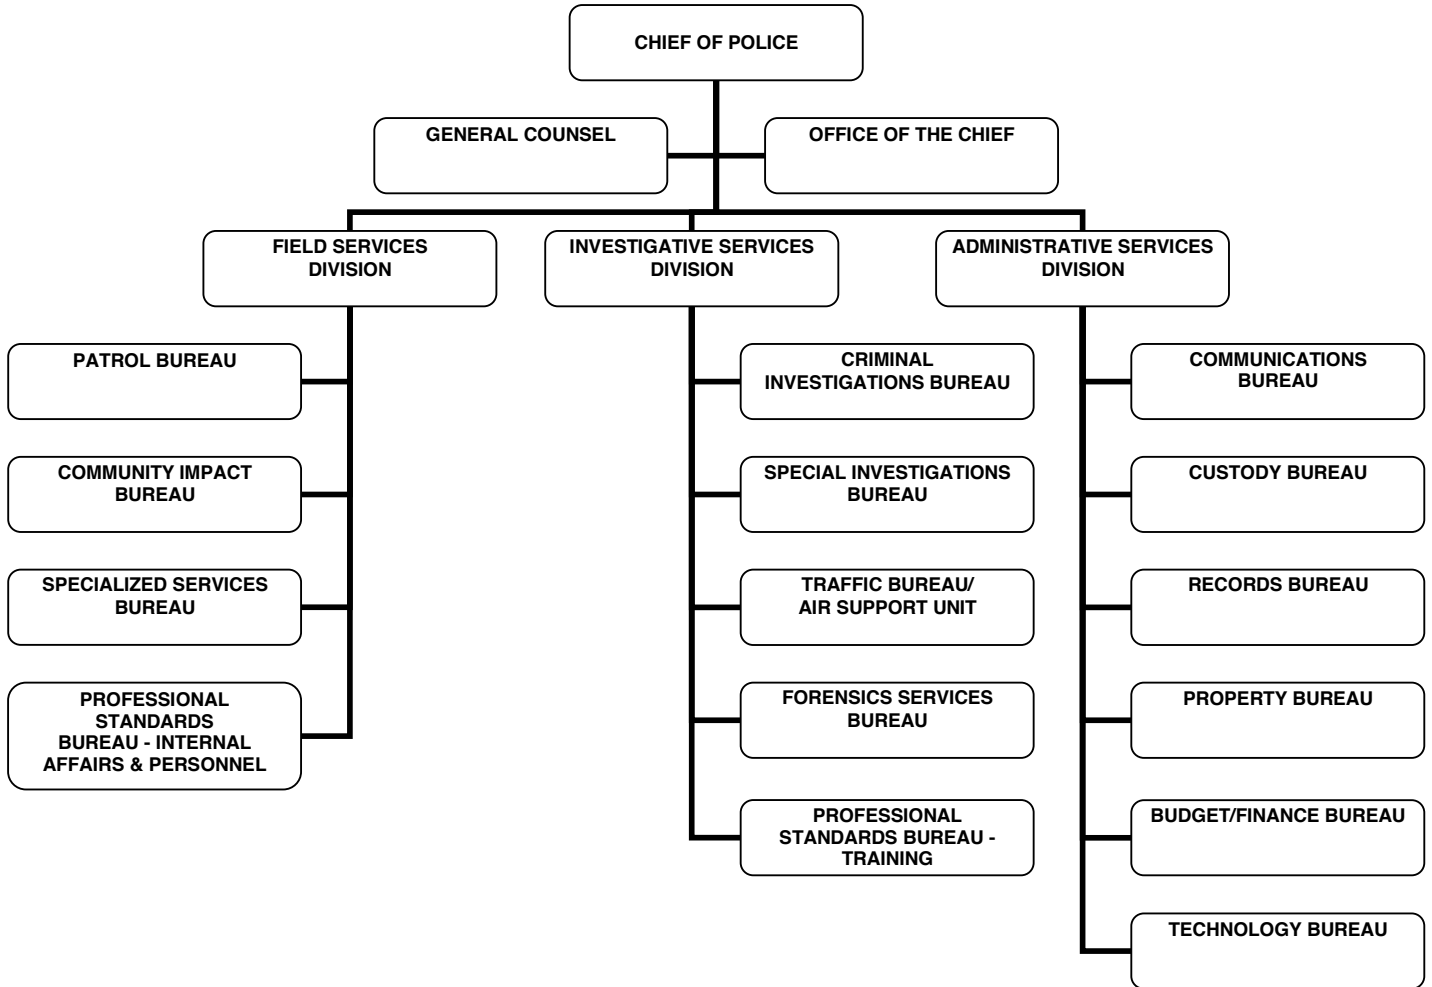 CHIEF OF POLICE
GENERAL COUNSEL
OFFICE OF THE CHIEF
FIELD SERVICES
DIVISION
INVESTIGATIVE SERVICES
DIVISION
ADMINISTRATIVE SERVICES
DIVISION
PATROL BUREAU
COMMUNITY IMPACT
BUREAU
SPECIALIZED SERVICES
BUREAU
PROFESSIONAL
STANDARDS
BUREAU - INTERNAL
AFFAIRS & PERSONNEL
CRIMINAL
INVESTIGATIONS BUREAU
SPECIAL INVESTIGATIONS
BUREAU
TRAFFIC BUREAU/
AIR SUPPORT UNIT
FORENSICS SERVICES
BUREAU
PROFESSIONAL
STANDARDS BUREAU -
TRAINING
COMMUNICATIONS
BUREAU
CUSTODY BUREAU
RECORDS BUREAU
PROPERTY BUREAU
BUDGET/FINANCE BUREAU
TECHNOLOGY BUREAU